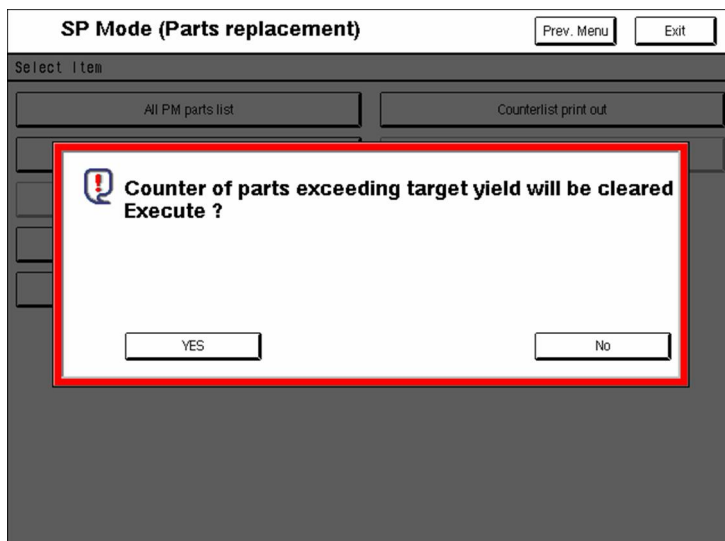 SP Mode (Parts replacement)
Prev. Menu
Exit
Select Item
All PM parts list
Counterlist print out
Counter of parts exceeding target yield will be cleared
Execute ?
YES
No